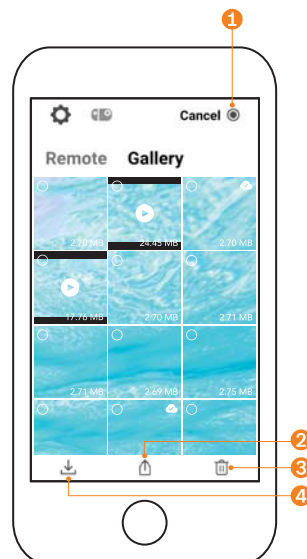 1
Cancel
Remote Gallery
2.70 MB 24.45 MB 2.70 MB
17.76 MB 2.70 MB 2.71 MB
2.71 MB 2.69 MB 2.75 MB
2
3
4